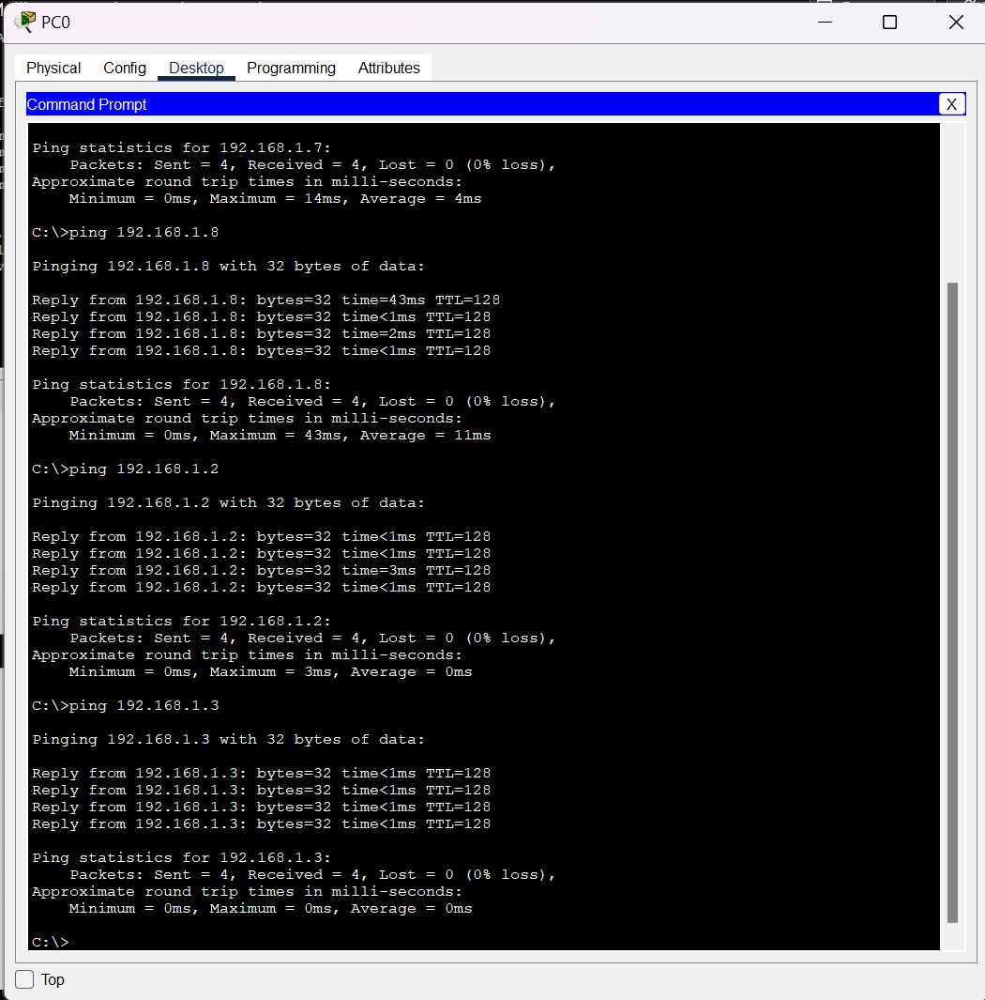 PC0
Physical Config Desktop Programming Attributes
Command Prompt
X
Ping statistics for 192.168.1.7:
    Packets: Sent = 4, Received = 4, Lost = 0 (0% loss),
Approximate round trip times in milli-seconds:
    Minimum = 0ms, Maximum = 14ms, Average = 4ms
C:\>ping 192.168.1.8
Pinging 192.168.1.8 with 32 bytes of data:
Reply from 192.168.1.8: bytes=32 time=43ms TTL=128
Reply from 192.168.1.8: bytes=32 time<1ms TTL=128
Reply from 192.168.1.8: bytes=32 time=2ms TTL=128
Reply from 192.168.1.8: bytes=32 time<1ms TTL=128
Ping statistics for 192.168.1.8:
    Packets: Sent = 4, Received = 4, Lost = 0 (0% loss),
Approximate round trip times in milli-seconds:
    Minimum = 0ms, Maximum = 43ms, Average = 11ms
C:\>ping 192.168.1.2
Pinging 192.168.1.2 with 32 bytes of data:
Reply from 192.168.1.2: bytes=32 time<1ms TTL=128
Reply from 192.168.1.2: bytes=32 time<1ms TTL=128
Reply from 192.168.1.2: bytes=32 time=3ms TTL=128
Reply from 192.168.1.2: bytes=32 time<1ms TTL=128
Ping statistics for 192.168.1.2:
    Packets: Sent = 4, Received = 4, Lost = 0 (0% loss),
Approximate round trip times in milli-seconds:
    Minimum = 0ms, Maximum = 3ms, Average = 0ms
C:\>ping 192.168.1.3
Pinging 192.168.1.3 with 32 bytes of data:
Reply from 192.168.1.3: bytes=32 time<1ms TTL=128
Reply from 192.168.1.3: bytes=32 time<1ms TTL=128
Reply from 192.168.1.3: bytes=32 time<1ms TTL=128
Reply from 192.168.1.3: bytes=32 time<1ms TTL=128
Ping statistics for 192.168.1.3:
    Packets: Sent = 4, Received = 4, Lost = 0 (0% loss),
Approximate round trip times in milli-seconds:
    Minimum = 0ms, Maximum = 0ms, Average = 0ms
C:\>
Top